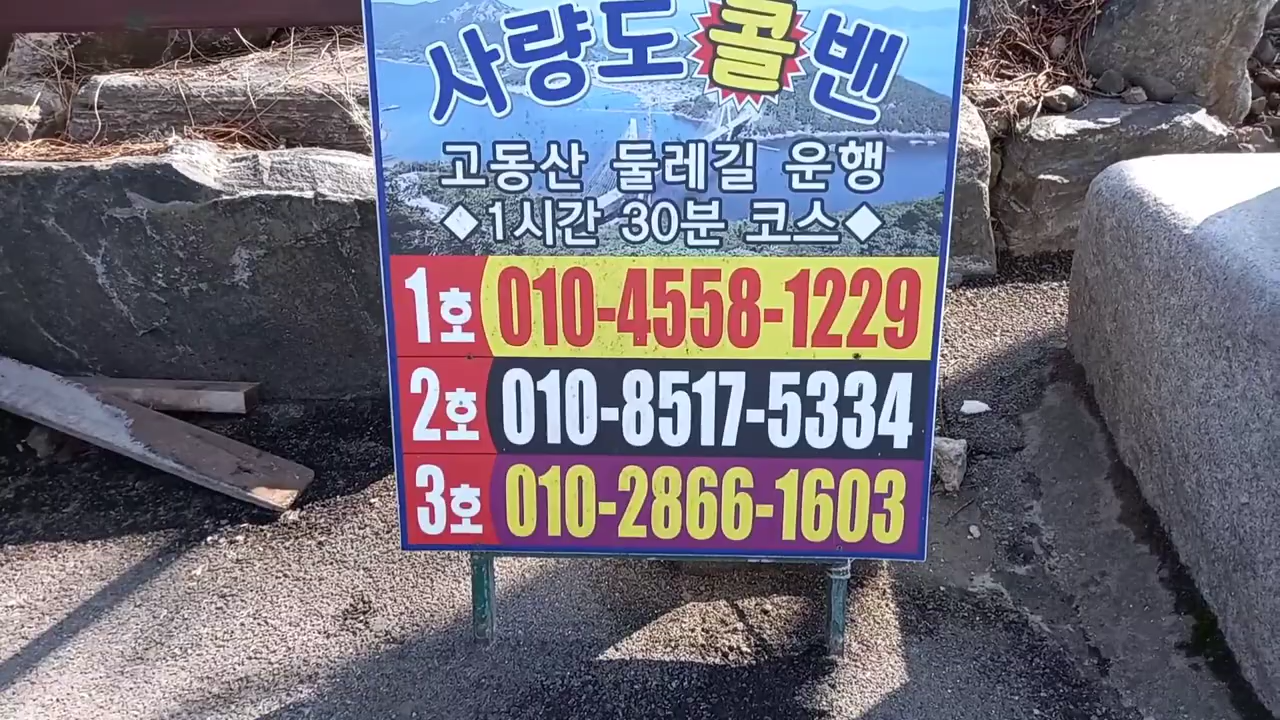 사량도콜밴
고동산 둘레길 운행
◆1시간 30분 코스◆
1호 010-4558-1229
2호 010-8517-5334
3호 010-2866-1603